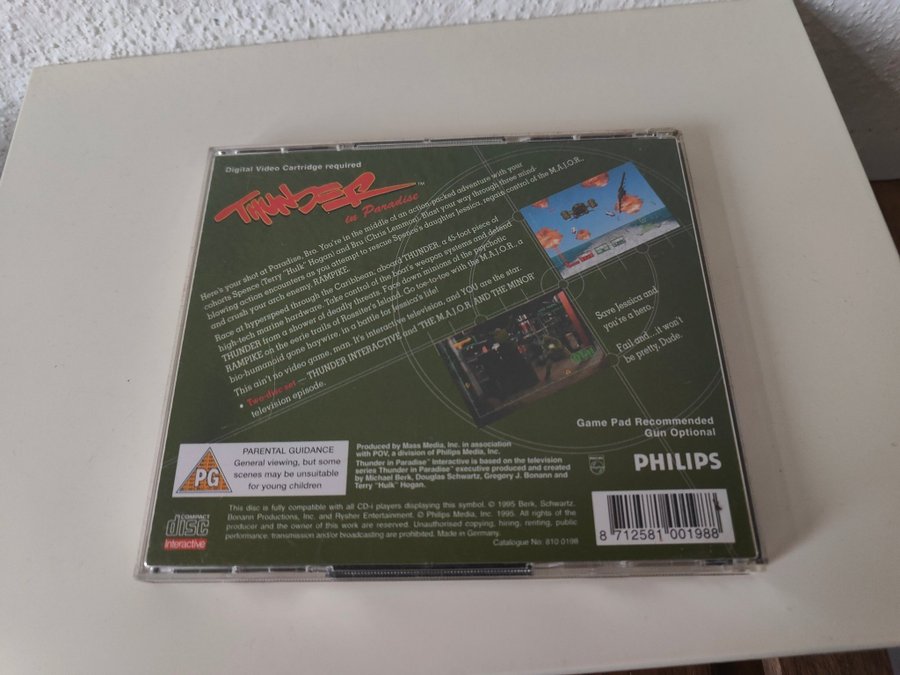 Digital Video Cartridge required
THUNDER™
in Paradise
Here's your shot at Paradise, Bro. You're in the middle of an action-packed adventure with your
cohorts Spence (Terry "Hulk" Hogan) and Bru (Chris Lemmon). Blast your way through three mind-
blowing action encounters as you attempt to rescue Spence's daughter Jessica, regain control of the M.A.J.O.R.,
and crush your arch enemy, RAMPIKE.
Race at hyperspeed through the Caribbean, aboard THUNDER, a 45-foot piece of
high-tech marine hardware. Take control of the boat's weapon systems and defend
THUNDER from a shower of deadly threats. Face down minions of the psychotic
RAMPIKE on the eerie trails of Rossiter's Island. Go toe-to-toe with the M.A.J.O.R., a
bio-humanoid gone haywire, in a battle for Jessica's life!
This ain't no video game, man. It's interactive television, and YOU are the star.
• Two-disc set — THUNDER INTERACTIVE and 'THE M.A.J.O.R. AND THE MINOR'
television episode.
Save Jessica and
you're a hero.
Fail and...it won't
be pretty, Dude.
Game Pad Recommended
Gun Optional
PG
PARENTAL GUIDANCE
General viewing, but some
scenes may be unsuitable
for young children
Produced by Mass Media, Inc. in association
with POV, a division of Philips Media, Inc.
Thunder in Paradise™ Interactive is based on the television
series Thunder in Paradise™ executive produced and created
by Michael Berk, Douglas Schwartz, Gregory J. Bonann and
Terry "Hulk" Hogan.
PHILIPS
PHILIPS
COMPACT
disc
Interactive
This disc is fully compatible with all CD-i players displaying this symbol. © 1995 Berk, Schwartz,
Bonann Productions, Inc. and Rysher Entertainment. © Philips Media, Inc. 1995. All rights of the
producer and the owner of this work are reserved. Unauthorised copying, hiring, renting, public
performance, transmission and/or broadcasting are prohibited. Made in Germany.
Catalogue No. 810 0198
8 712581 001988